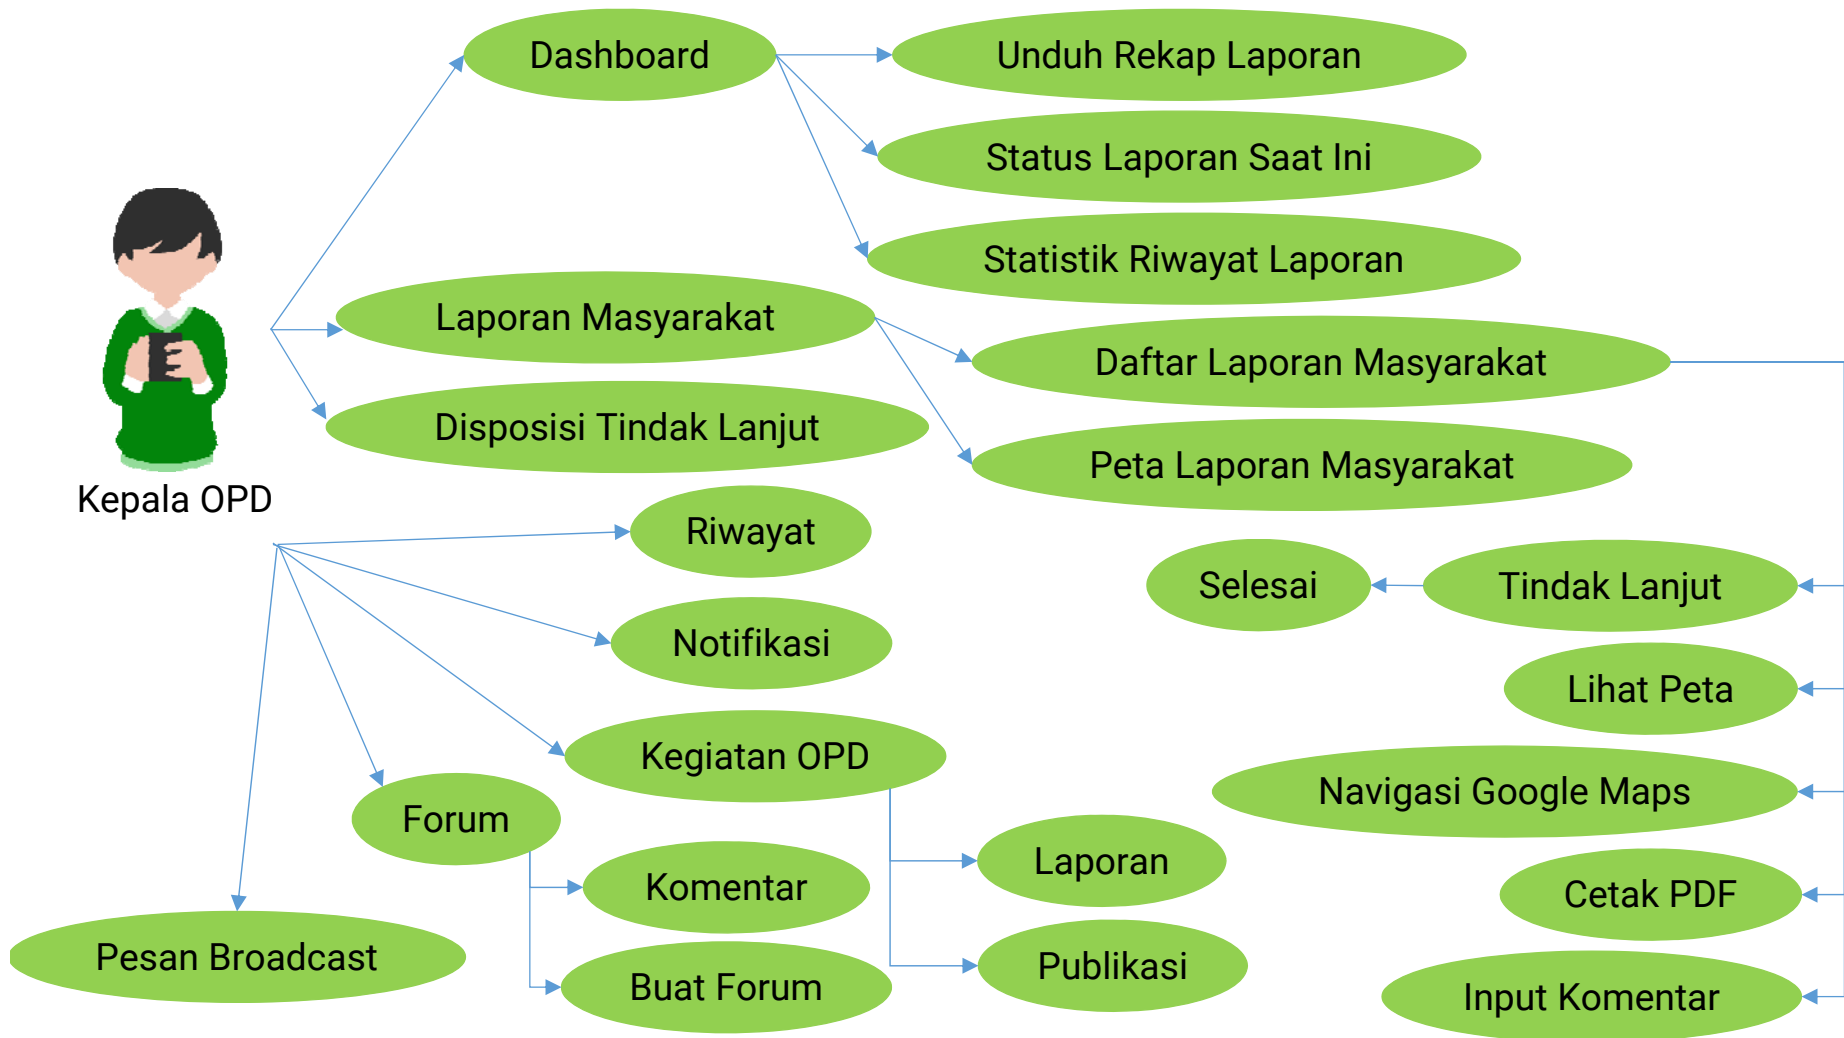 Dashboard
Unduh Rekap Laporan
Status Laporan Saat Ini
Statistik Riwayat Laporan
Laporan Masyarakat
Daftar Laporan Masyarakat
Disposisi Tindak Lanjut
Peta Laporan Masyarakat
Kepala OPD
Riwayat
Selesai
Tindak Lanjut
Notifikasi
Lihat Peta
Kegiatan OPD
Navigasi Google Maps
Forum
Laporan
Komentar
Cetak PDF
Pesan Broadcast
Publikasi
Buat Forum
Input Komentar